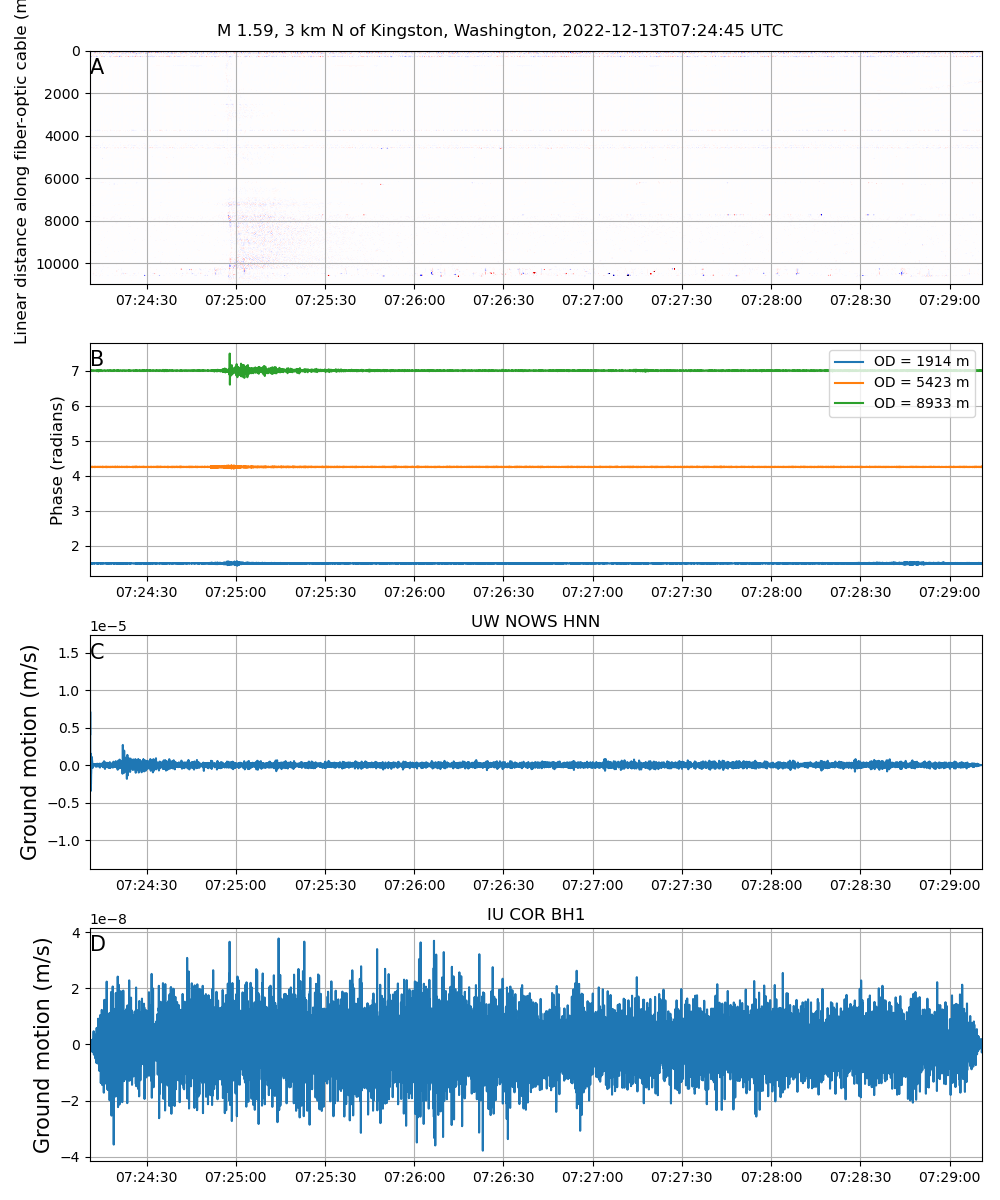 M 1.59, 3 km N of Kingston, Washington, 2022-12-13T07:24:45 UTC
A
Linear distance along fiber-optic cable (m
0
2000
4000
6000
8000
10000
07:24:30 07:25:00 07:25:30 07:26:00 07:26:30 07:27:00 07:27:30 07:28:00 07:28:30 07:29:00
B
Phase (radians)
7
6
5
4
3
2
OD = 1914 m
OD = 5423 m
OD = 8933 m
07:24:30 07:25:00 07:25:30 07:26:00 07:26:30 07:27:00 07:27:30 07:28:00 07:28:30 07:29:00
UW NOWS HNN
1e−5
C
Ground motion (m/s)
1.5
1.0
0.5
0.0
−0.5
−1.0
07:24:30 07:25:00 07:25:30 07:26:00 07:26:30 07:27:00 07:27:30 07:28:00 07:28:30 07:29:00
IU COR BH1
1e−8
D
Ground motion (m/s)
4
2
0
−2
−4
07:24:30 07:25:00 07:25:30 07:26:00 07:26:30 07:27:00 07:27:30 07:28:00 07:28:30 07:29:00